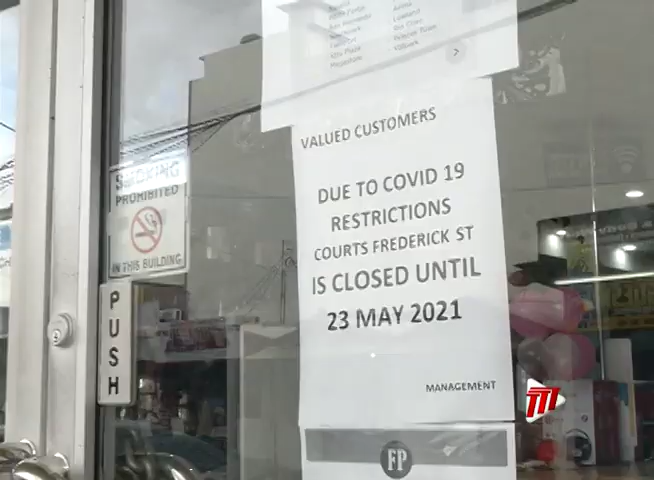 VALUED CUSTOMERS
DUE TO COVID 19
RESTRICTIONS
COURTS FREDERICK ST
IS CLOSED UNTIL
23 MAY 2021
MANAGEMENT
FP
SMOKING
PROHIBITED
IN THIS BUILDING
PUSH